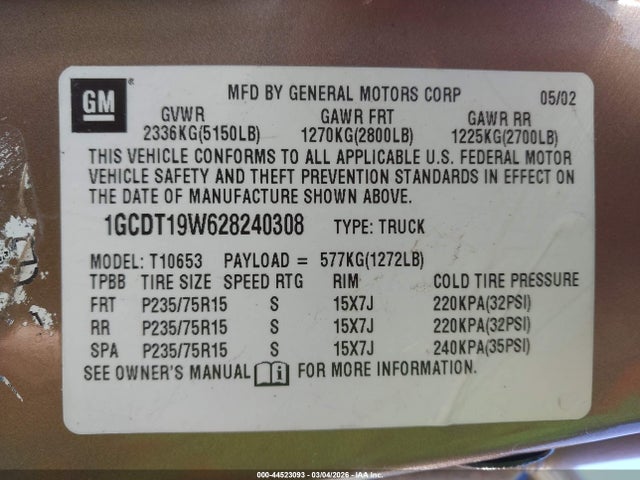 GM ®
MFD BY GENERAL MOTORS CORP 05/02
GVWR GAWR FRT GAWR RR
2336KG(5150LB) 1270KG(2800LB) 1225KG(2700LB)
THIS VEHICLE CONFORMS TO ALL APPLICABLE U.S. FEDERAL MOTOR
VEHICLE SAFETY AND THEFT PREVENTION STANDARDS IN EFFECT ON
THE DATE OF MANUFACTURE SHOWN ABOVE.
1GCDT19W628240308 TYPE: TRUCK
MODEL: T10653 PAYLOAD = 577KG(1272LB)
TPBB TIRE SIZE SPEED RTG RIM COLD TIRE PRESSURE
FRT P235/75R15 S 15X7J 220KPA(32PSI)
RR P235/75R15 S 15X7J 220KPA(32PSI)
SPA P235/75R15 S 15X7J 240KPA(35PSI)
SEE OWNER'S MANUAL i FOR MORE INFORMATION.
000-44523093 - 03/04/2026 - IAA Inc.